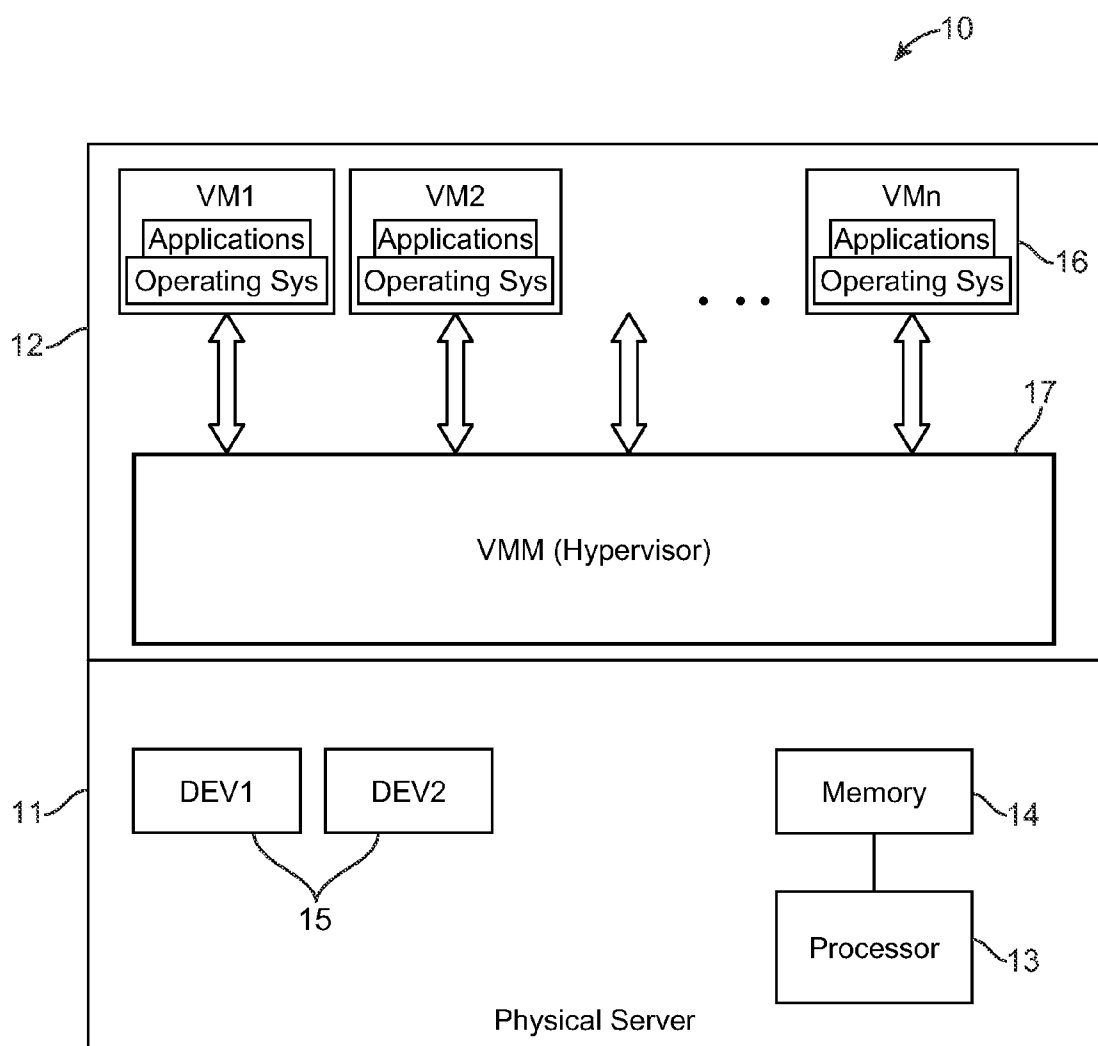 10
VM1
VM2
VMn
Applications
Applications
Applications
Operating Sys
Operating Sys
Operating Sys
16
12
17
VMM (Hypervisor)
DEV1
DEV2
Memory
11
14
15
Processor
13
Physical Server